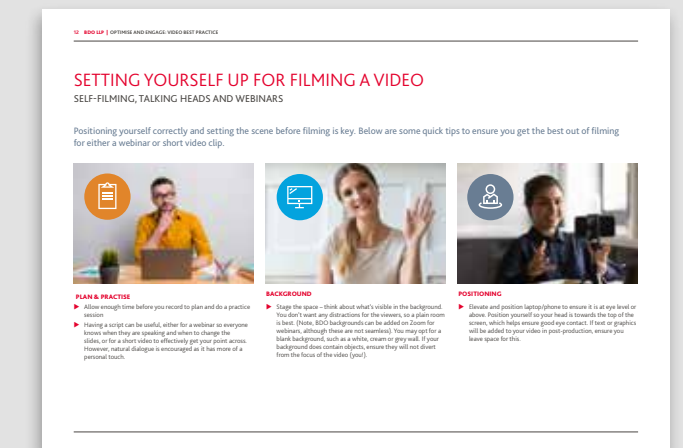 12 BDO LLP | OPTIMISE AND ENGAGE: VIDEO BEST PRACTICE
SETTING YOURSELF UP FOR FILMING A VIDEO
SELF-FILMING, TALKING HEADS AND WEBINARS
Positioning yourself correctly and setting the scene before filming is key. Below are some quick tips to ensure you get the best out of filming
for either a webinar or short video clip.
PLAN & PRACTISE
Allow enough time before you record to plan and do a practice
session
Having a script can be useful, either for a webinar so everyone
knows when they are speaking and when to change the
slides, or for a short video to effectively get your point across.
However, natural dialogue is encouraged as it has more of a
personal touch.
BACKGROUND
Stage the space – think about what's visible in the background.
You don't want any distractions for the viewers, so a plain room
is best. (Note, BDO backgrounds can be added on Zoom for
webinars, although these are not seamless). You may opt for a
blank background, such as a white, cream or grey wall. If your
background does contain objects, ensure they will not divert
from the focus of the video (you!).
POSITIONING
Elevate and position laptop/phone to ensure it is at eye level or
above. Position yourself so your head is towards the top of the
screen, which helps ensure good eye contact. If text or graphics
will be added to your video in post-production, ensure you
leave space for this.